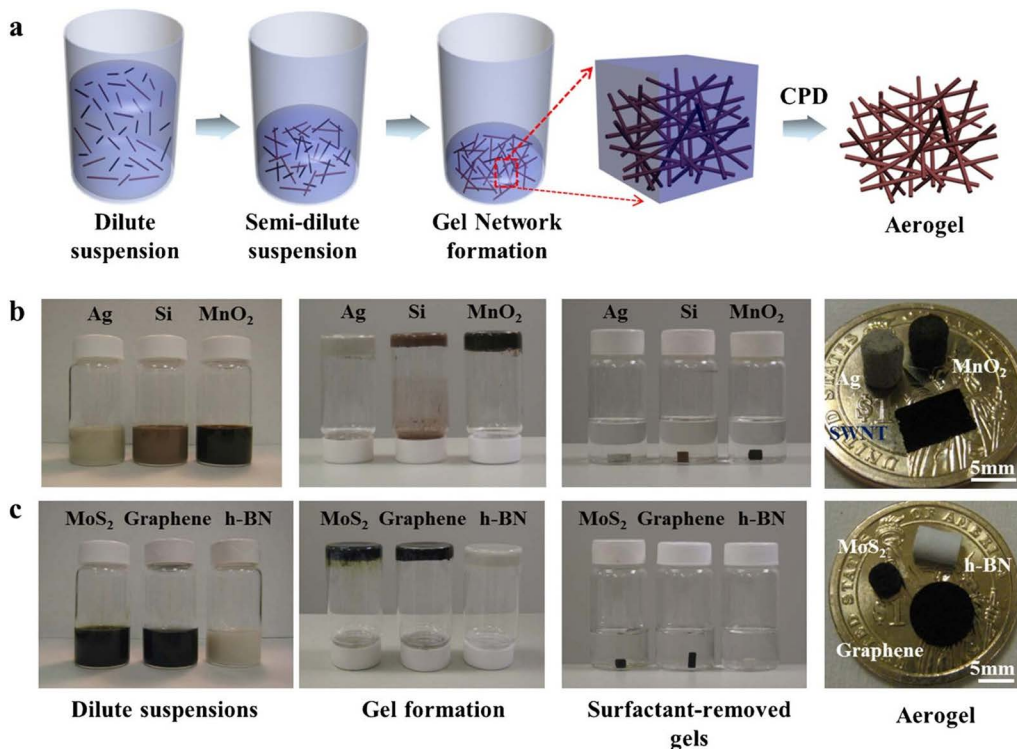 a
CPD
Dilute
suspension
Semi-dilute
suspension
Gel Network
formation
Aerogel
b
Ag Si MnO₂
Ag Si MnO₂
Ag Si MnO₂
Ag
MnO₂
SWNT
5mm
c
MoS₂ Graphene h-BN
MoS₂ Graphene h-BN
MoS₂ Graphene h-BN
MoS₂
h-BN
Graphene
5mm
Dilute suspensions
Gel formation
Surfactant-removed
gels
Aerogel